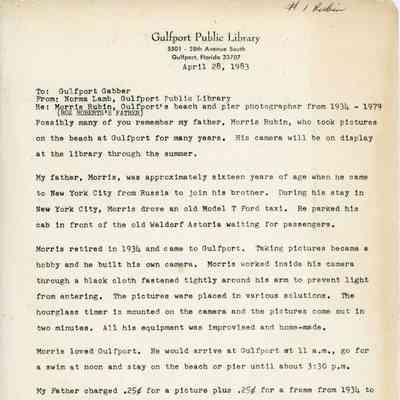 # 1 Rubin
Gulfport Public Library
5501 - 28th Avenue South
Gulfport, Florida 33707
April 28, 1983
To: Gulfport Gabber
From: Norma Lamb, Gulfport Public Library
Re: Morris Rubin, Gulfport's beach and pier photographer from 1934 - 1979
(ROZ ROBERTS'S FATHER)
Possibly many of you remember my father, Morris Rubin, who took pictures
on the beach at Gulfport for many years. His camera will be on display
at the library through the summer.
My father, Morris, was approximately sixteen years of age when he came
to New York City from Russia to join his brother. During his stay in
New York City, Morris drove an old Model T Ford taxi. He parked his
cab in front of the old Waldorf Astoria waiting for passengers.
Morris retired in 1934 and came to Gulfport. Taking pictures became a
hobby and he built his own camera. Morris worked inside his camera
through a black cloth fastened tightly around his arm to prevent light
from entering. The pictures were placed in various solutions. The
hourglass timer is mounted on the camera and the pictures come out in
two minutes. All his equipment was improvised and home-made.
Morris loved Gulfport. He would arrive at Gulfport at 11 a.m., go for
a swim at noon and stay on the beach or pier until about 3:30 p.m.
My Father charged .25¢ for a picture plus .25¢ for a frame from 1934 to